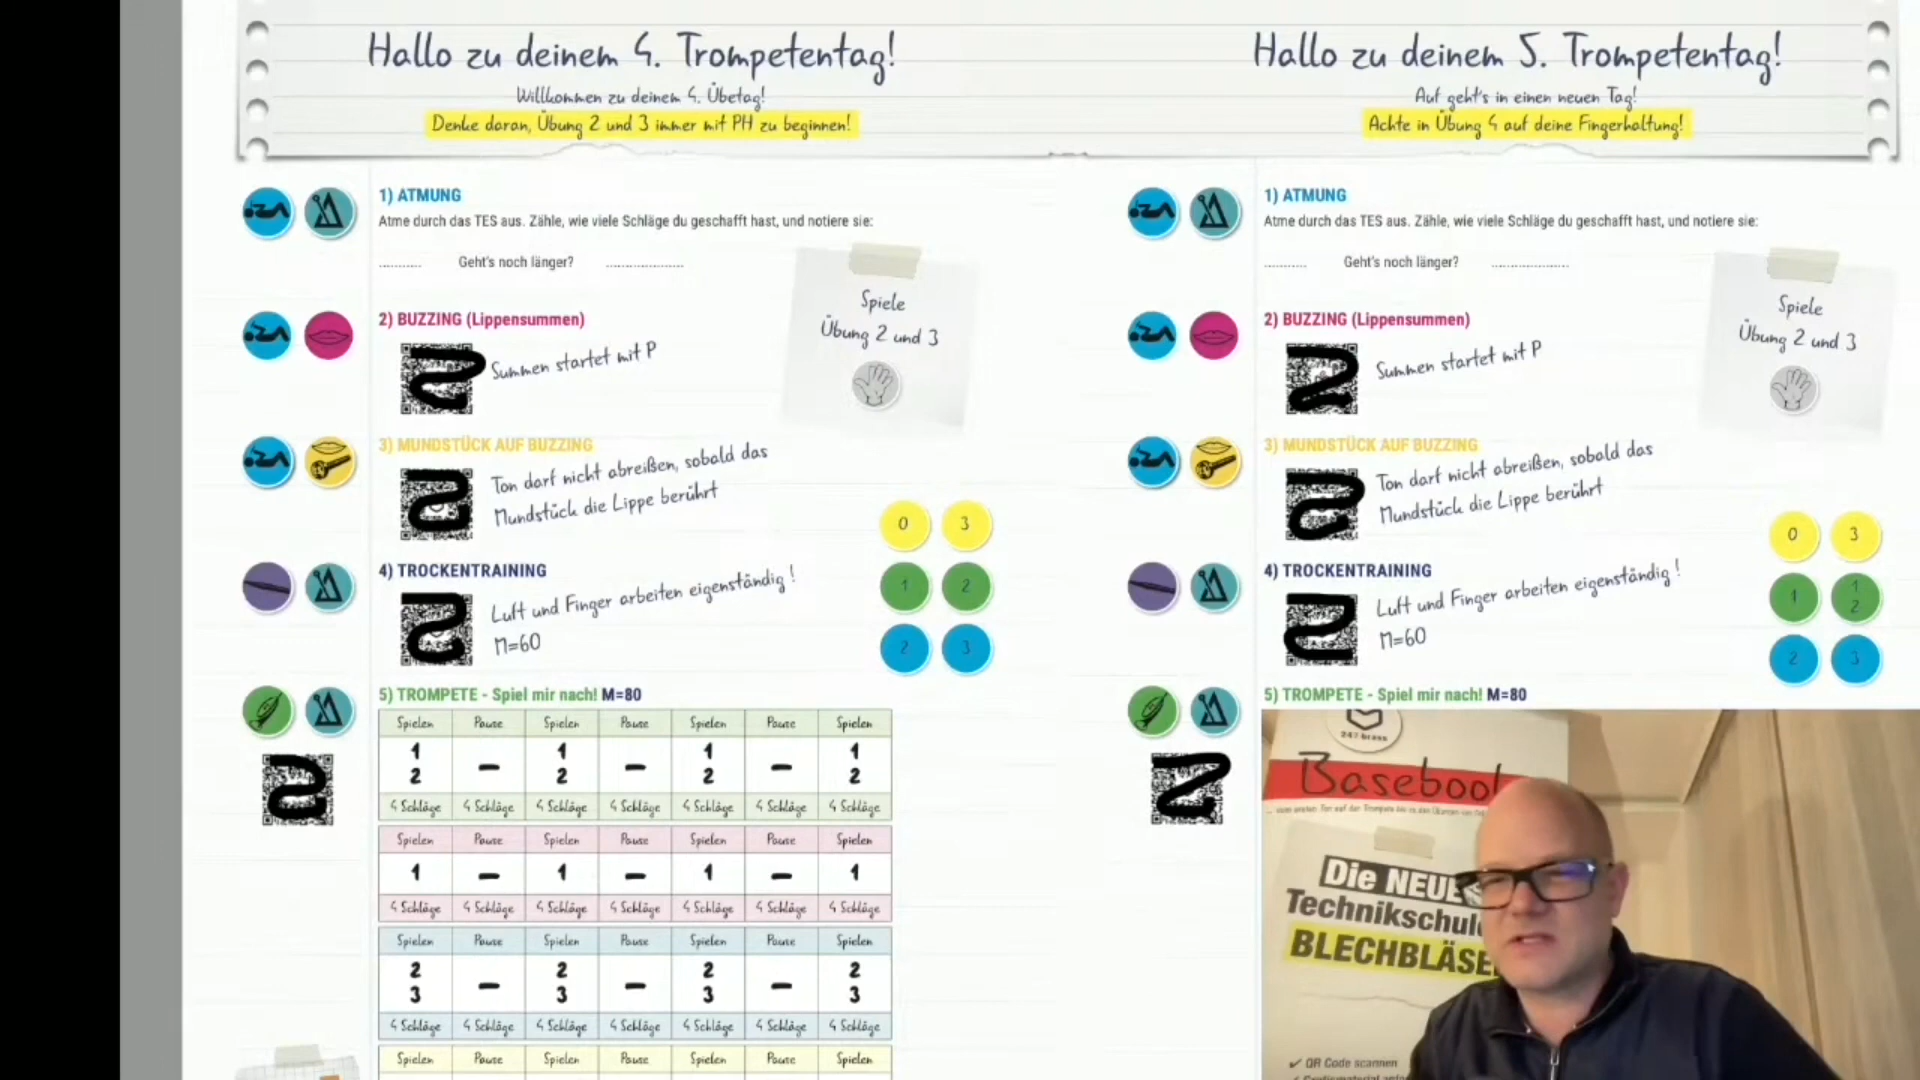 Hallo zu deinem 4. Trompetentag!
Willkommen zu deinem 4. Übetag!
Denke daran, Übung 2 und 3 immer mit PH zu beginnen!
1) ATMUNG
Atme durch das TES aus. Zähle, wie viele Schläge du geschafft hast, und notiere sie:
Geht's noch länger?
2) BUZZING (Lippensummen)
Summen startet mit P
Spiele
Übung 2 und 3
3) MUNDSTÜCK AUF BUZZING
Ton darf nicht abreißen, sobald das
Mundstück die Lippe berührt
0 3
4) TROCKENTRAINING
1 2
Luft und Finger arbeiten eigenständig!
M=60
2 3
5) TROMPETE - Spiel mir nach! M=80
Spielen Pause Spielen Pause Spielen Pause Spielen
1 1 1 1
2 – 2 – 2 – 2
4 Schläge 4 Schläge 4 Schläge 4 Schläge 4 Schläge 4 Schläge 4 Schläge
Spielen Pause Spielen Pause Spielen Pause Spielen
1 – 1 – 1 – 1
4 Schläge 4 Schläge 4 Schläge 4 Schläge 4 Schläge 4 Schläge 4 Schläge
Spielen Pause Spielen Pause Spielen Pause Spielen
2 2 2 2
3 – 3 – 3 – 3
4 Schläge 4 Schläge 4 Schläge 4 Schläge 4 Schläge 4 Schläge 4 Schläge
Spielen Pause Spielen Pause Spielen Pause Spielen
Hallo zu deinem 5. Trompetentag!
Auf geht's in einen neuen Tag!
Achte in Übung 4 auf deine Fingerhaltung!
1) ATMUNG
Atme durch das TES aus. Zähle, wie viele Schläge du geschafft hast, und notiere sie:
Geht's noch länger?
2) BUZZING (Lippensummen)
Summen startet mit P
Spiele
Übung 2 und 3
3) MUNDSTÜCK AUF BUZZING
Ton darf nicht abreißen, sobald das
Mundstück die Lippe berührt
0 3
4) TROCKENTRAINING
1 1
2
Luft und Finger arbeiten eigenständig!
M=60
2 3
5) TROMPETE - Spiel mir nach! M=80
247 brass
Basebook
Die NEUE
Technikschul
BLECHBLÄSE
✓ QR Code scannen